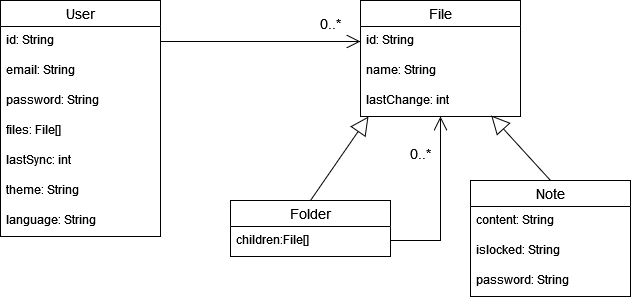 User
id: String
email: String
password: String
files: File[]
lastSync: int
theme: String
language: String
0..*
File
id: String
name: String
lastChange: int
0..*
Folder
children:File[]
Note
content: String
islocked: String
password: String